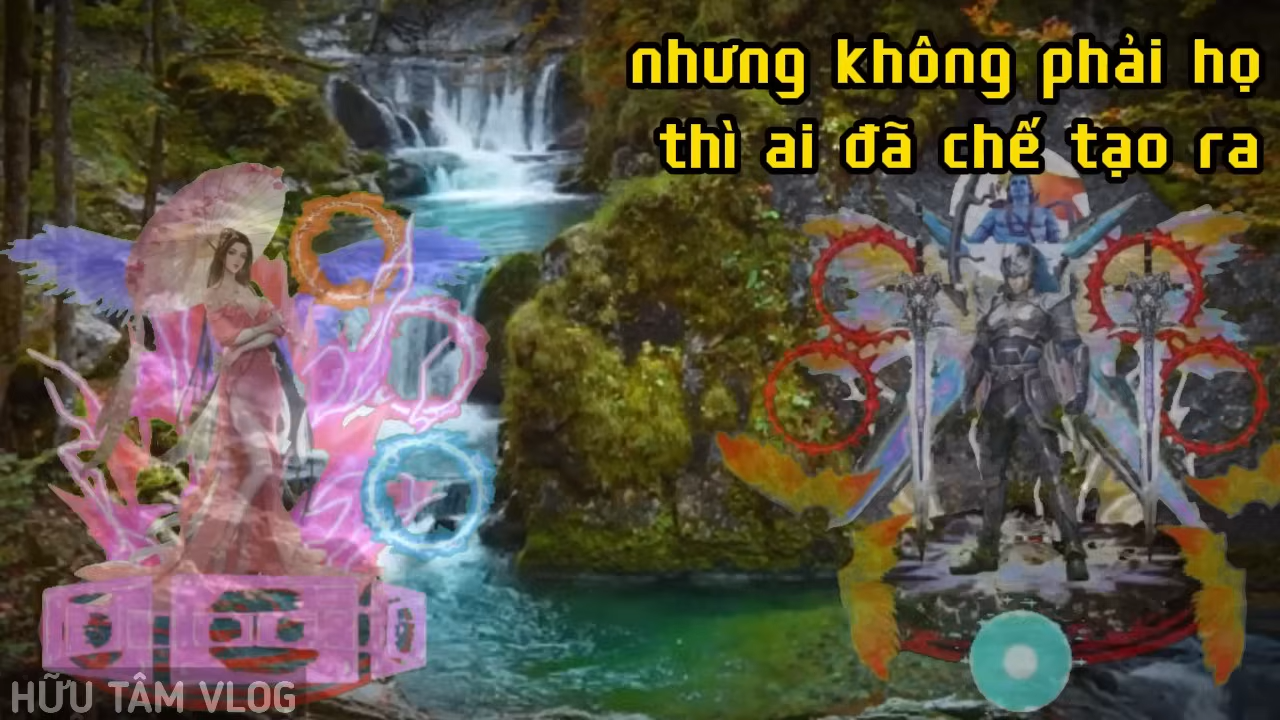 nhưng không phải họ
thì ai đã chế tạo ra
HỮU TÂM VLOG